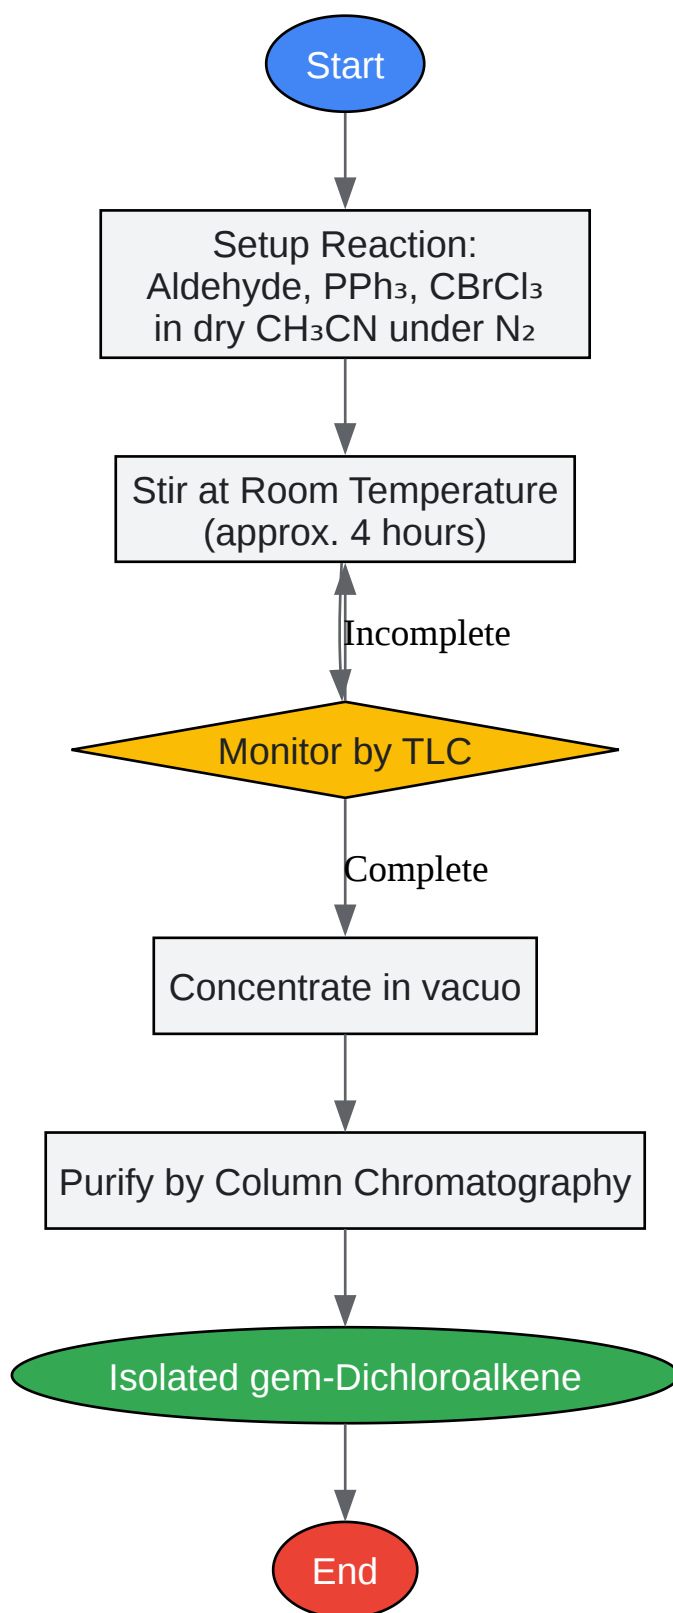 Start
Setup Reaction:
Aldehyde, PPh₃, CBrCl₃
in dry CH₃CN under N₂
Stir at Room Temperature
(approx. 4 hours)
Incomplete
Monitor by TLC
Complete
Concentrate in vacuo
Purify by Column Chromatography
Isolated gem-Dichloroalkene
End